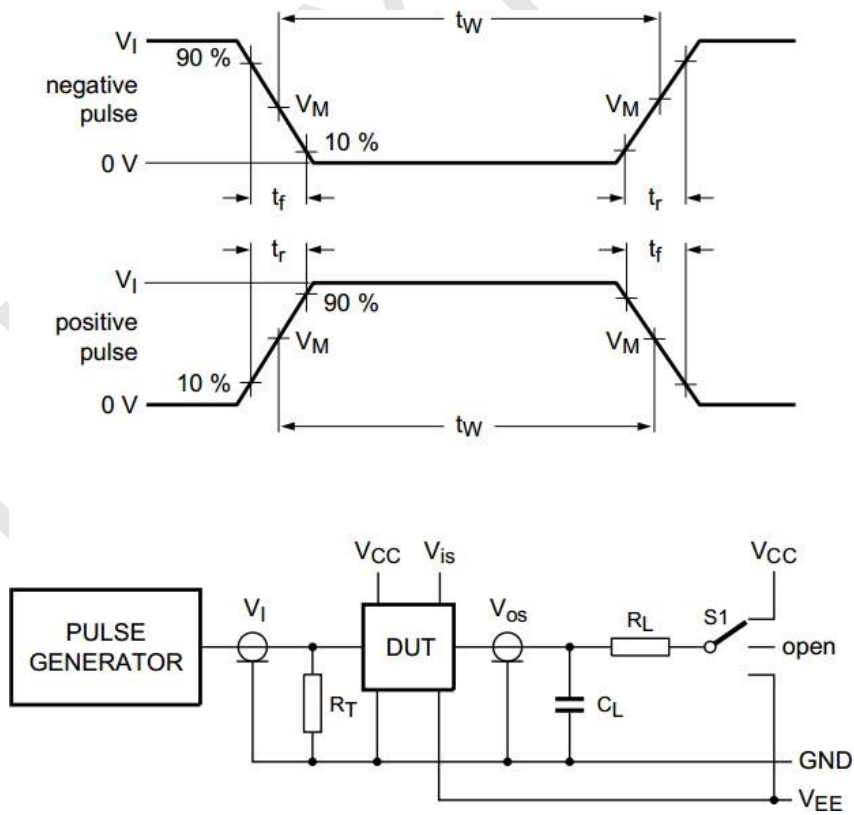 tW
VI
90 %
negative
pulse
VM
VM
10 %
0 V
tf
tr
tr
tf
VI
90 %
positive
pulse
VM
VM
10 %
0 V
tW
VCC
Vis
VCC
PULSE
GENERATOR
VI
DUT
Vos
RL
S1
open
RT
CL
GND
VEE